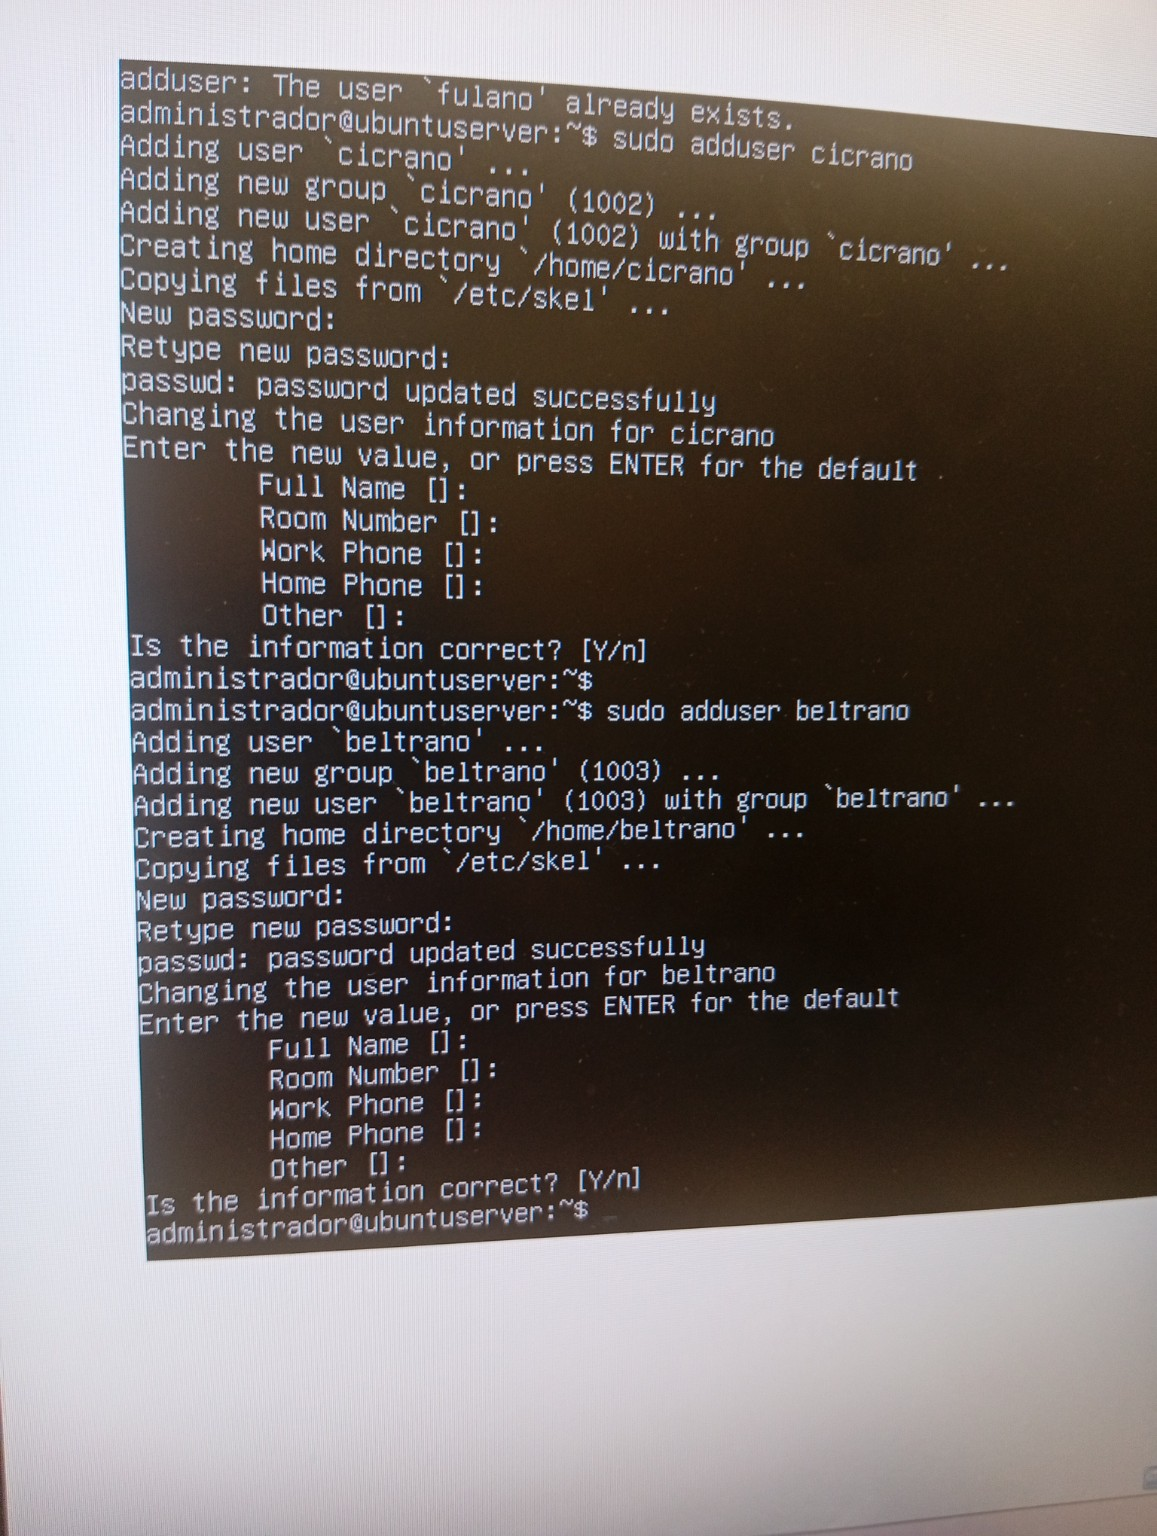 adduser: The user `fulano' already exists.
administrador@ubuntuserver:~$ sudo adduser cicrano
Adding user `cicrano' ...
Adding new group `cicrano' (1002) ...
Adding new user `cicrano' (1002) with group `cicrano' ...
Creating home directory `/home/cicrano' ...
Copying files from `/etc/skel' ...
New password:
Retype new password:
passwd: password updated successfully
Changing the user information for cicrano
Enter the new value, or press ENTER for the default
Full Name []:
Room Number []:
Work Phone []:
Home Phone []:
Other []:
Is the information correct? [Y/n]
administrador@ubuntuserver:~$
administrador@ubuntuserver:~$ sudo adduser beltrano
Adding user `beltrano' ...
Adding new group `beltrano' (1003) ...
Adding new user `beltrano' (1003) with group `beltrano' ...
Creating home directory `/home/beltrano' ...
Copying files from `/etc/skel' ...
New password:
Retype new password:
passwd: password updated successfully
Changing the user information for beltrano
Enter the new value, or press ENTER for the default
Full Name []:
Room Number []:
Work Phone []:
Home Phone []:
Other []:
Is the information correct? [Y/n]
administrador@ubuntuserver:~$